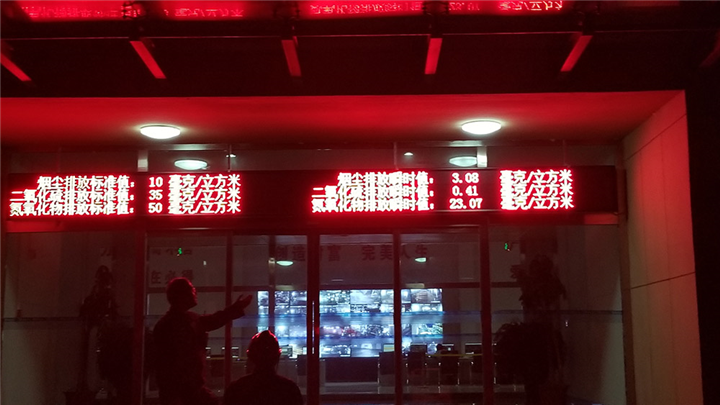 烟尘排放标准值：10 毫克/立方米
二氧化硫排放标准值：35 毫克/立方米
氮氧化物排放标准值：50 毫克/立方米
烟尘排放瞬时值：3.08 毫克/立方米
二氧化硫排放瞬时值：0.41 毫克/立方米
氮氧化物排放瞬时值：23.07 毫克/立方米
完美人生